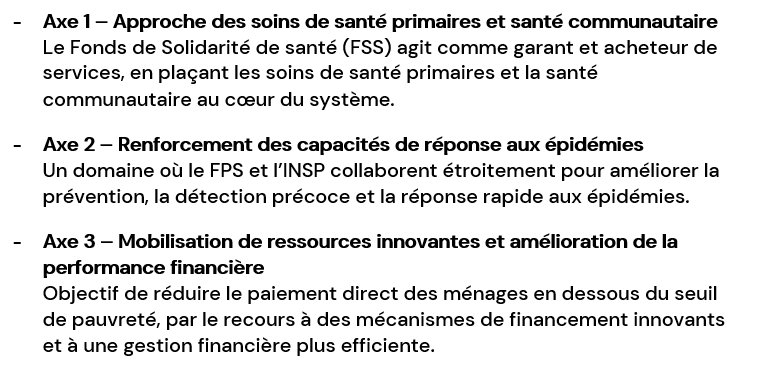 - Axe 1 – Approche des soins de santé primaires et santé communautaire
Le Fonds de Solidarité de santé (FSS) agit comme garant et acheteur de
services, en plaçant les soins de santé primaires et la santé
communautaire au cœur du système.
- Axe 2 – Renforcement des capacités de réponse aux épidémies
Un domaine où le FPS et l'INSP collaborent étroitement pour améliorer la
prévention, la détection précoce et la réponse rapide aux épidémies.
- Axe 3 – Mobilisation de ressources innovantes et amélioration de la
performance financière
Objectif de réduire le paiement direct des ménages en dessous du seuil
de pauvreté, par le recours à des mécanismes de financement innovants
et à une gestion financière plus efficiente.